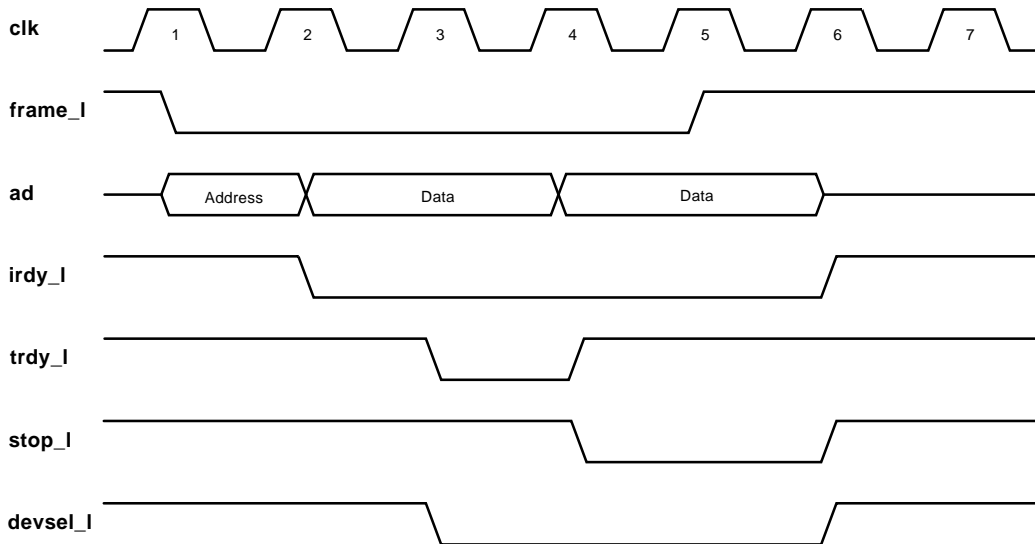 clk 1 2 3 4 5 6 7
frame_l
ad Address Data Data
irdy_l
trdy_l
stop_l
devsel_l